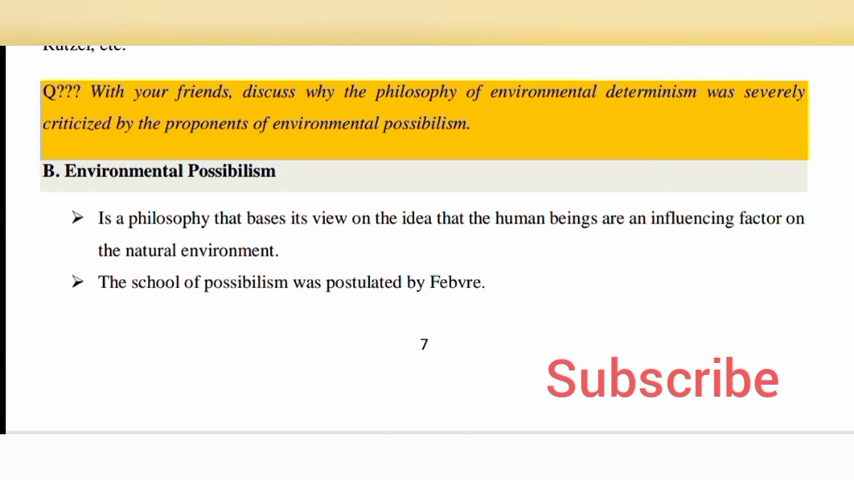 Q??? With your friends, discuss why the philosophy of environmental determinism was severely
criticized by the proponents of environmental possibilism.
B. Environmental Possibilism
➢ Is a philosophy that bases its view on the idea that the human beings are an influencing factor on
the natural environment.
➢ The school of possibilism was postulated by Febvre.
7
Subscribe